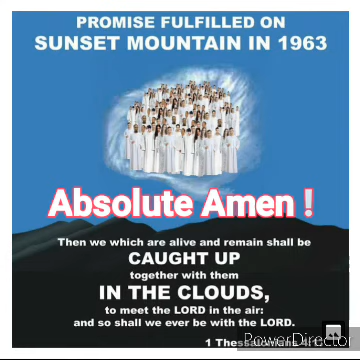 PROMISE FULFILLED ON
SUNSET MOUNTAIN IN 1963
Absolute Amen !
Then we which are alive and remain shall be
CAUGHT UP
together with them
IN THE CLOUDS,
to meet the LORD in the air:
and so shall we ever be with the LORD.
1 Thessalonians
PowerDirector